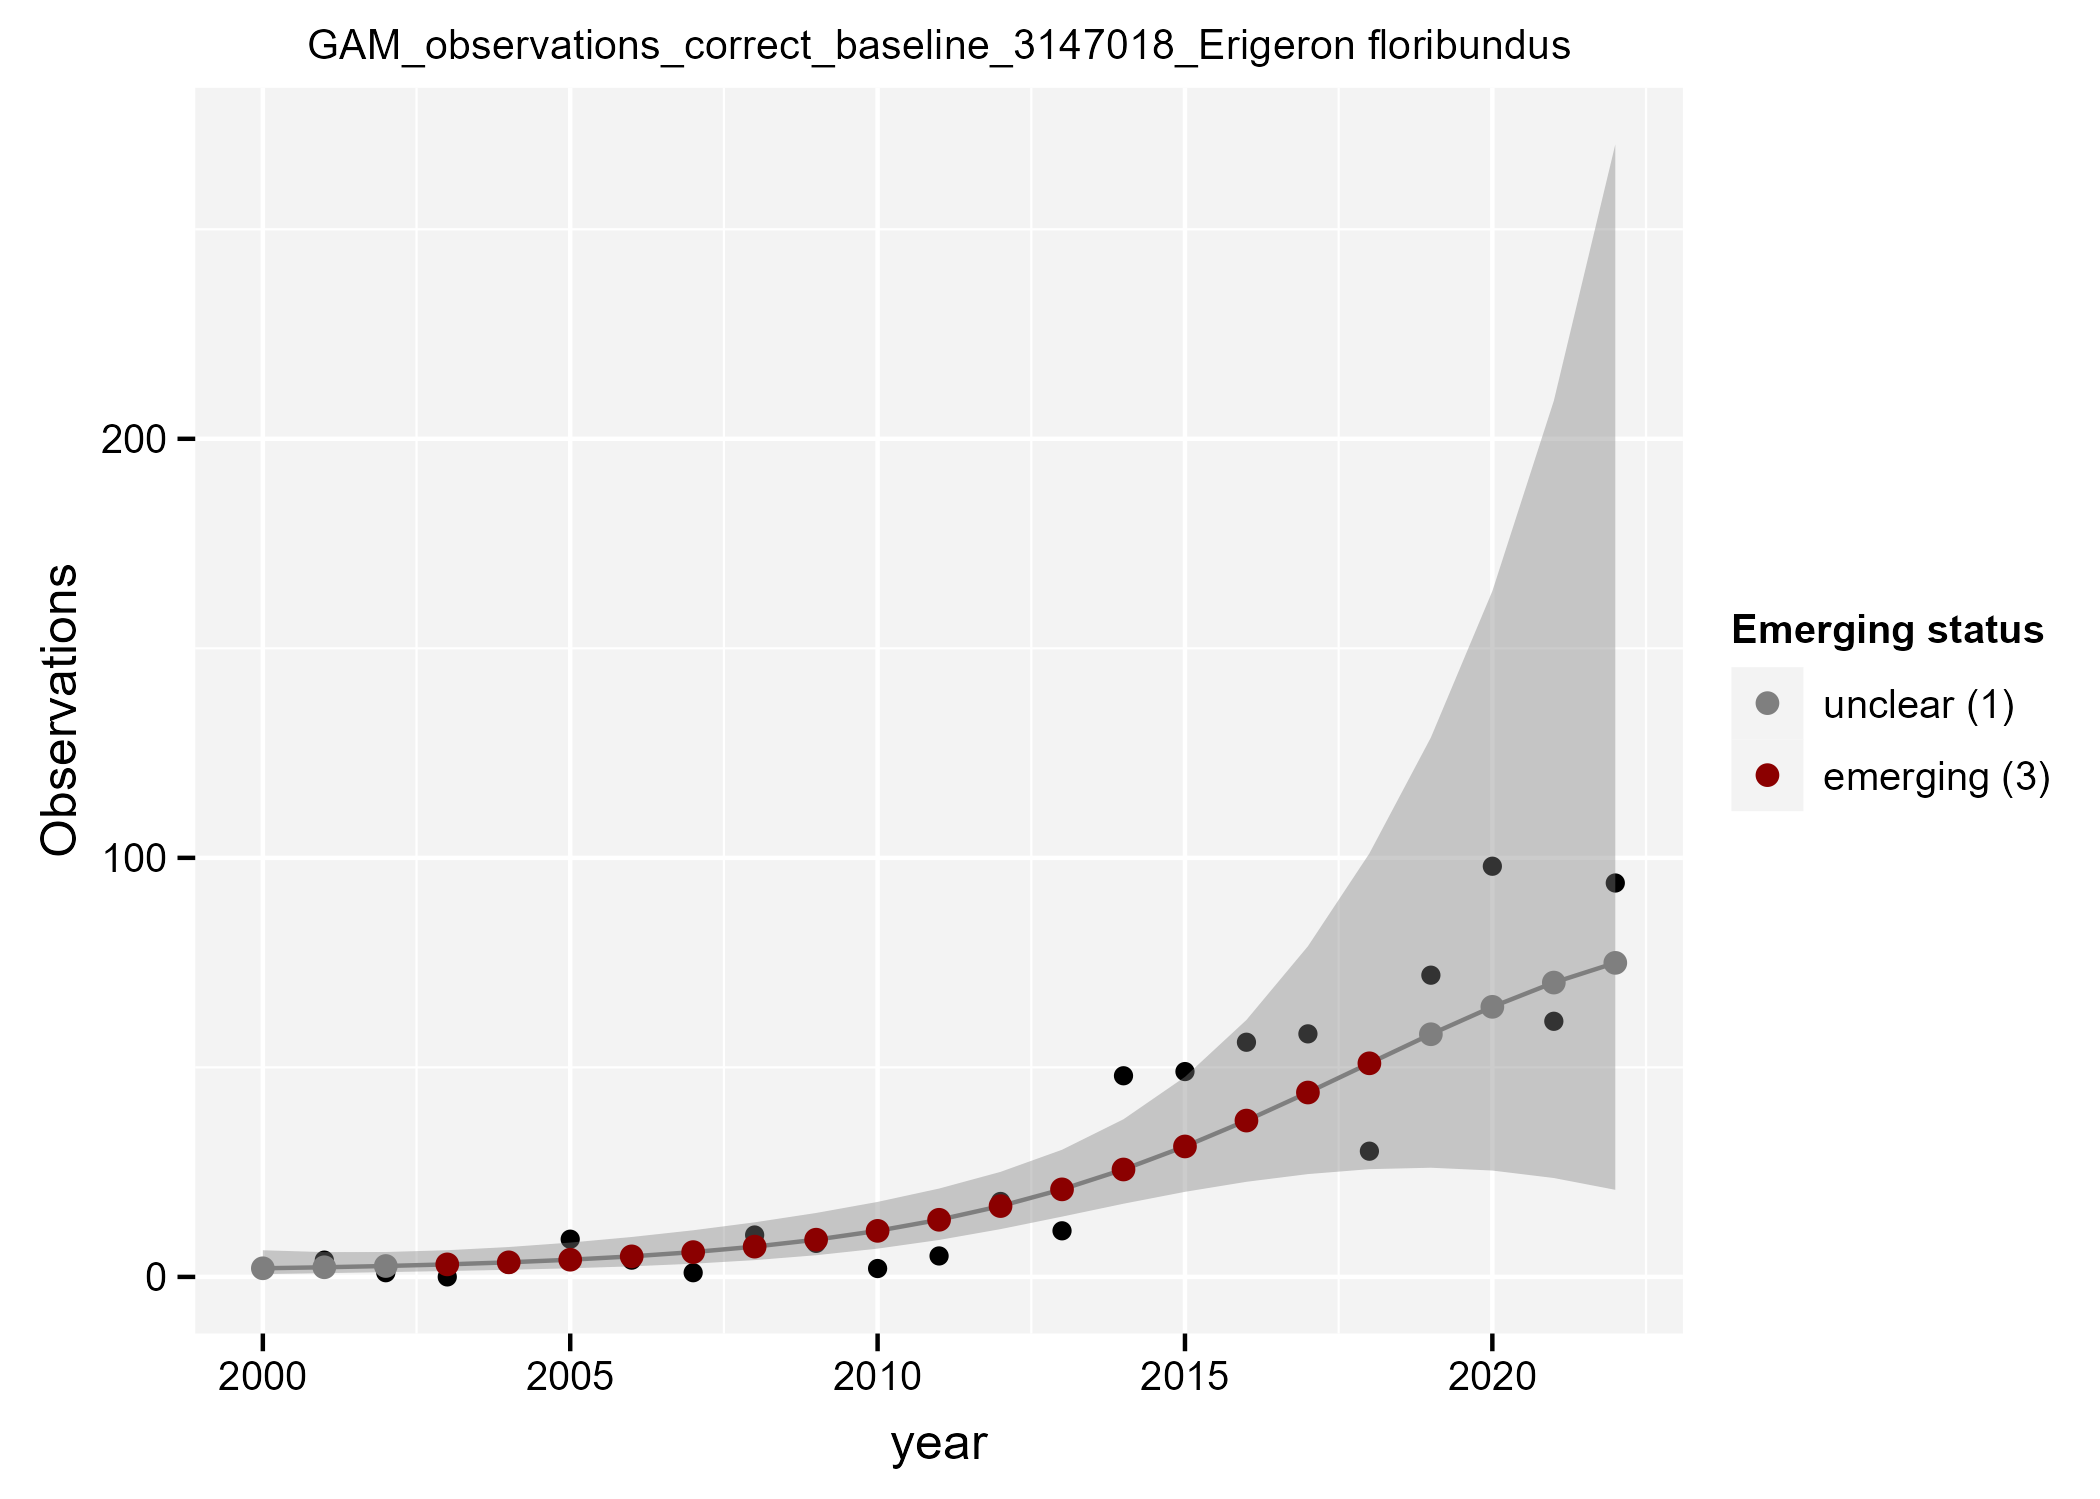 GAM_observations_correct_baseline_3147018_Erigeron floribundus
Observations
200
100
0
2000
2005
2010
2015
2020
year
Emerging status
unclear (1)
emerging (3)